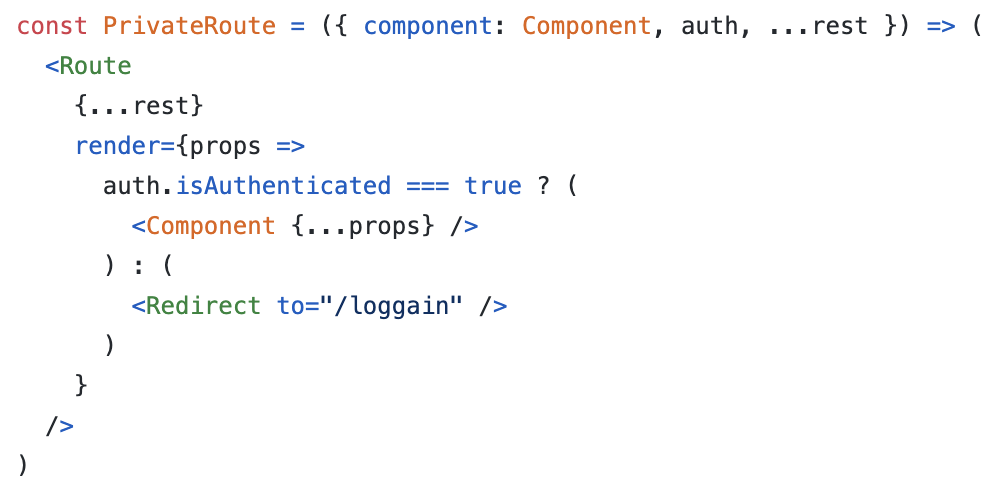 const PrivateRoute = ({ component: Component, auth, ...rest }) => (
  <Route
    {...rest}
    render={props =>
      auth.isAuthenticated === true ? (
        <Component {...props} />
      ) : (
        <Redirect to="/loggain" />
      )
    }
  />
)